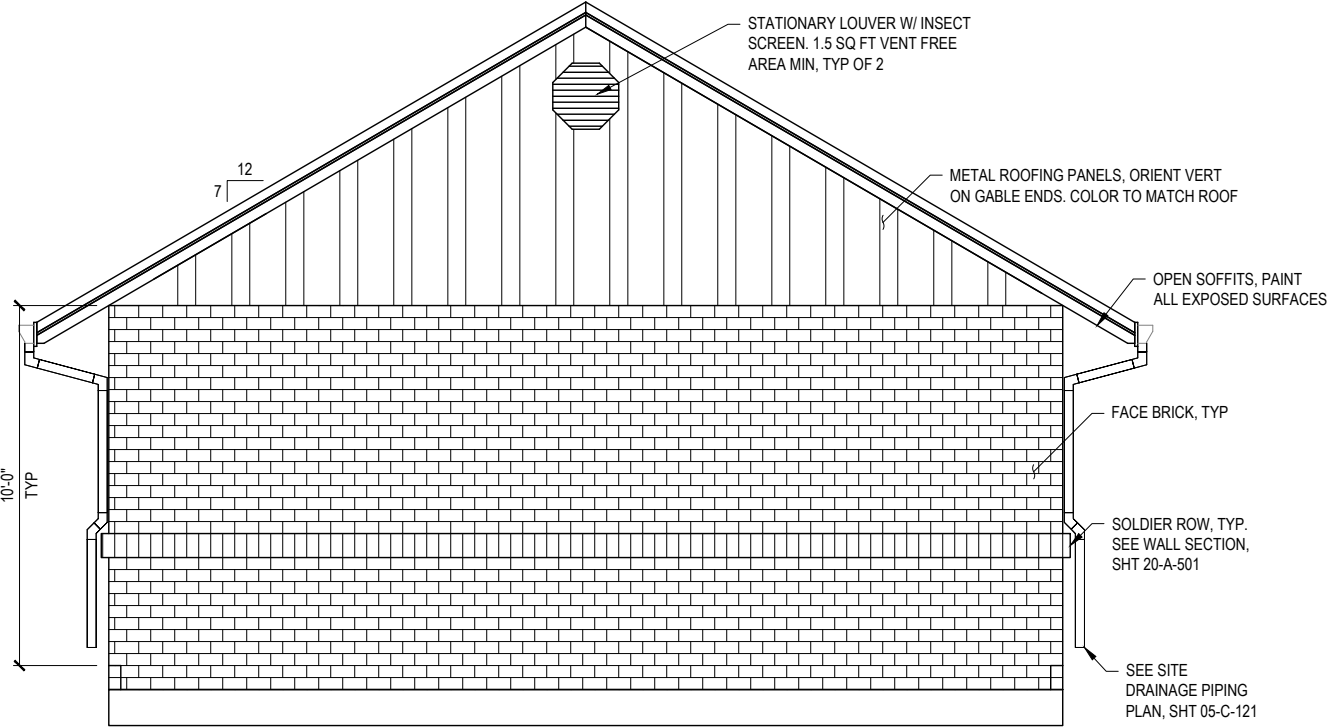 STATIONARY LOUVER W/ INSECT
SCREEN. 1.5 SQ FT VENT FREE
AREA MIN, TYP OF 2
12
7
METAL ROOFING PANELS, ORIENT VERT
ON GABLE ENDS. COLOR TO MATCH ROOF
OPEN SOFFITS, PAINT
ALL EXPOSED SURFACES
FACE BRICK, TYP
10'-0"
TYP
SOLDIER ROW, TYP.
SEE WALL SECTION,
SHT 20-A-501
SEE SITE
DRAINAGE PIPING
PLAN, SHT 05-C-121